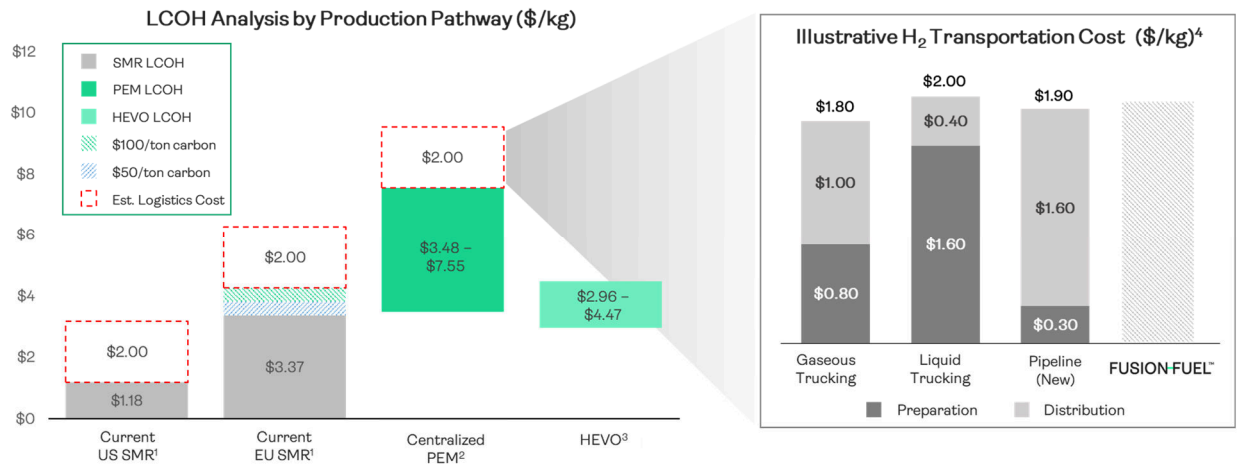 LCOH Analysis by Production Pathway ($/kg)
$12
$10
$8
$6
$4
$2
$0
SMR LCOH
PEM LCOH
HEVO LCOH
$100/ton carbon
$50/ton carbon
Est. Logistics Cost
$2.00
$1.18
$2.00
$3.37
$2.00
$3.48 –
$7.55
$2.96 –
$4.47
Current
US SMR¹
Current
EU SMR¹
Centralized
PEM²
HEVO³
Illustrative H₂ Transportation Cost ($/kg)⁴
$1.80
$1.00
$0.80
$2.00
$0.40
$1.60
$1.90
$1.60
$0.30
Gaseous
Trucking
Liquid
Trucking
Pipeline
(New)
FUSION-FUEL™
Preparation
Distribution